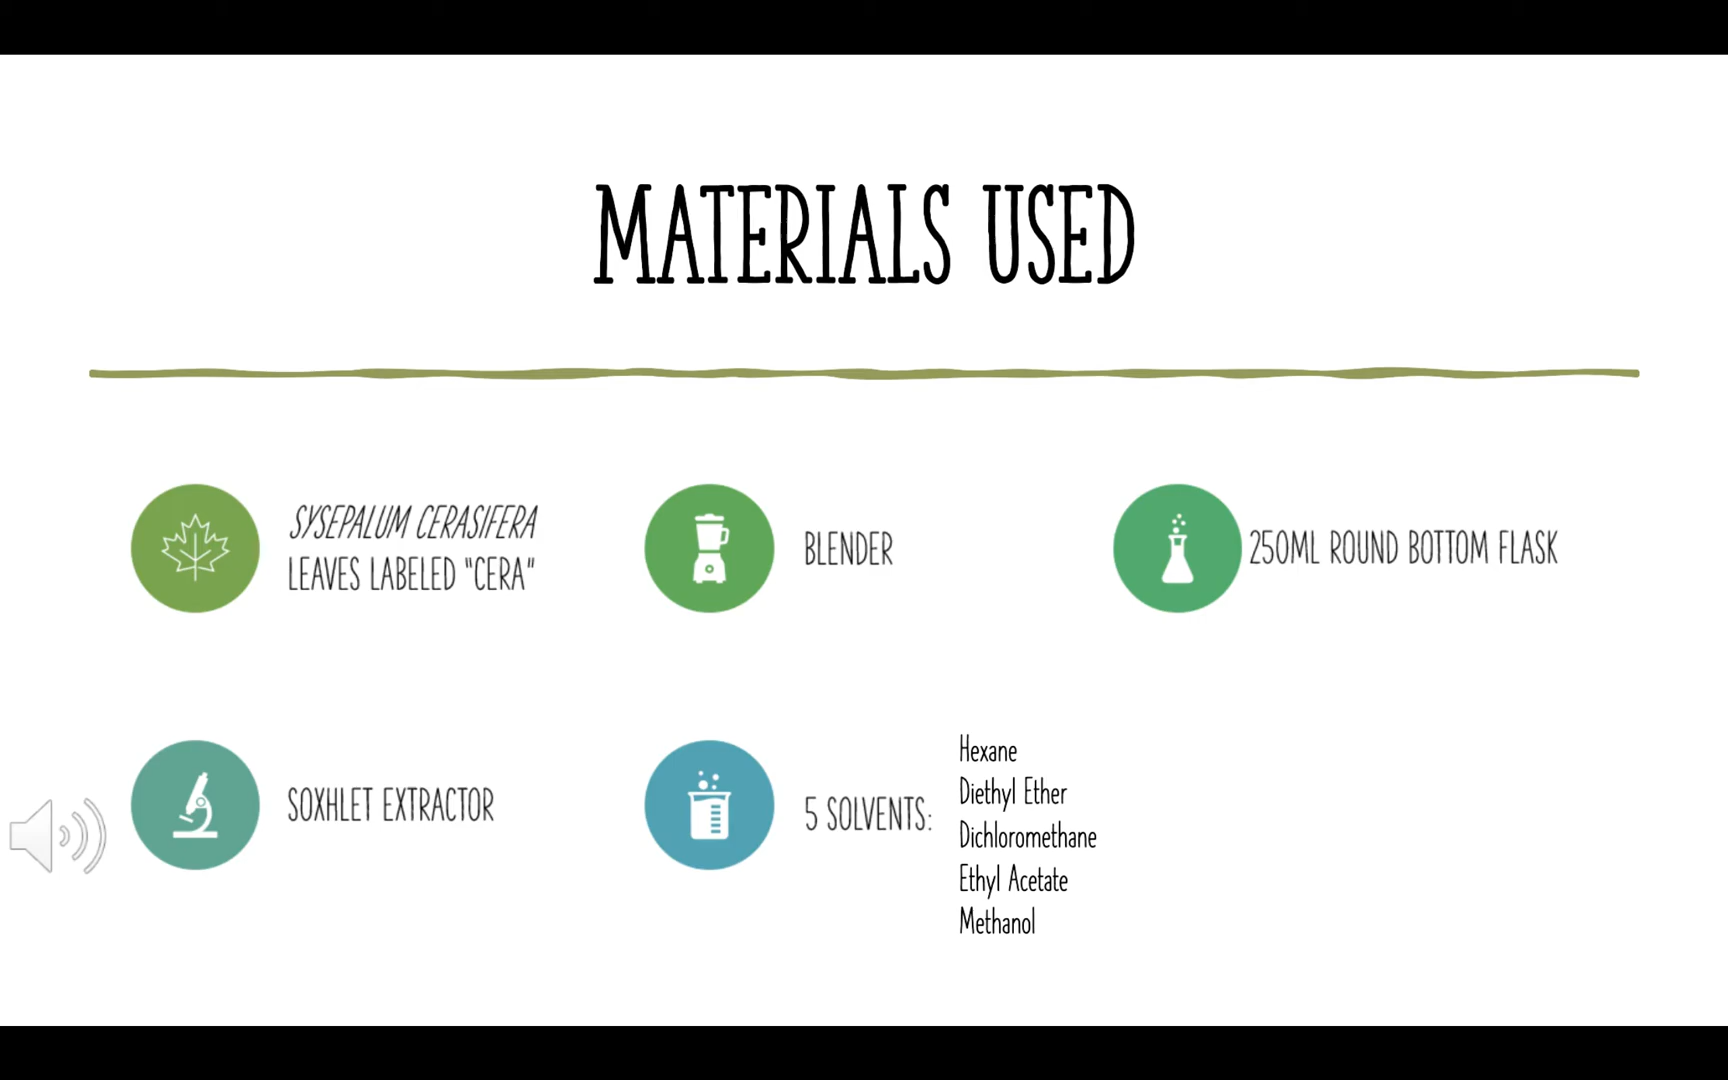 MATERIALS USED
SYSEPALUM CERASIFERA
LEAVES LABELED "CERA"
BLENDER
250ML ROUND BOTTOM FLASK
SOXHLET EXTRACTOR
5 SOLVENTS:
Hexane
Diethyl Ether
Dichloromethane
Ethyl Acetate
Methanol